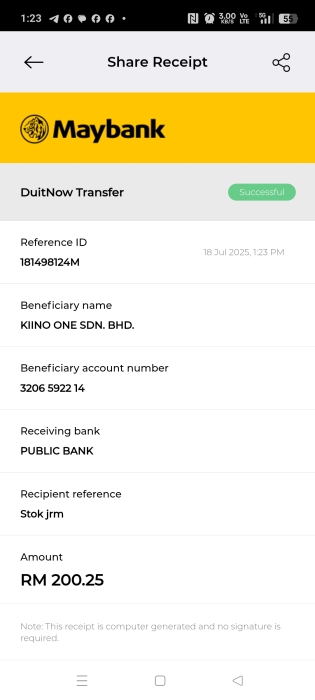 1:23
3.00 KB/S Vo LTE 5G 55
Share Receipt
Maybank
DuitNow Transfer
Successful
Reference ID
181498124M
18 Jul 2025, 1:23 PM
Beneficiary name
KIINO ONE SDN. BHD.
Beneficiary account number
3206 5922 14
Receiving bank
PUBLIC BANK
Recipient reference
Stok jrm
Amount
RM 200.25
Note: This receipt is computer generated and no signature is
required.